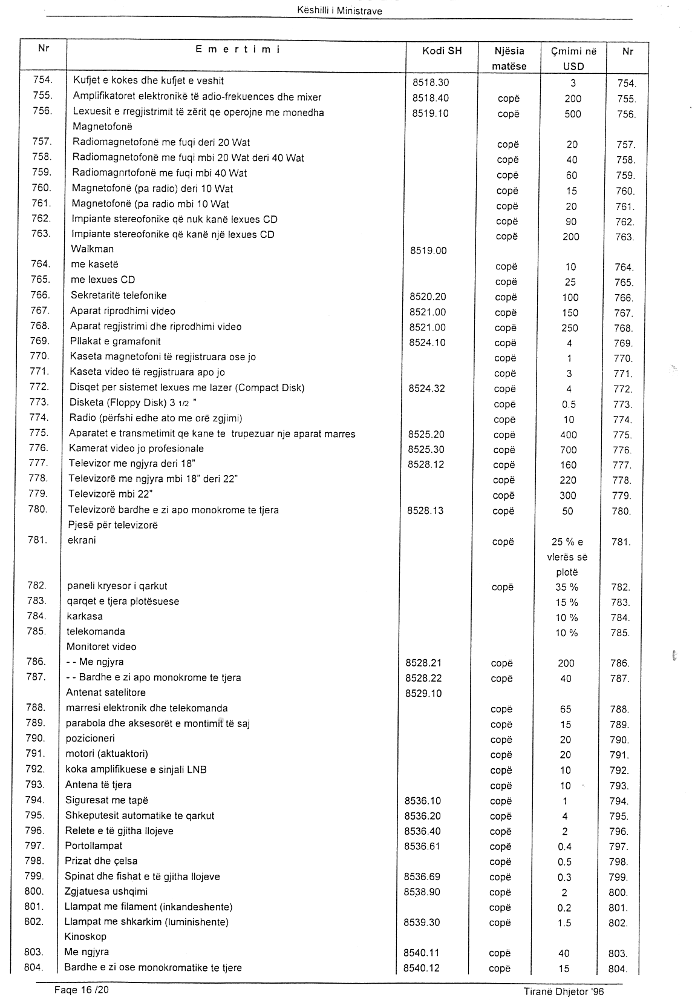 Këshilli i Ministrave
Nr E m e r t i m i Kodi SH Njësia Çmimi në Nr
matëse USD
754. Kufjet e kokes dhe kufjet e veshit 8518.30 3 754.
755. Amplifikatoret elektronikë të adio-frekuences dhe mixer 8518.40 copë 200 755.
756. Lexuesit e rregjistrimit të zërit qe operojne me monedha 8519.10 copë 500 756.
Magnetofonë
757. Radiomagnetofonë me fuqi deri 20 Wat copë 20 757.
758. Radiomagnetofonë me fuqi mbi 20 Wat deri 40 Wat copë 40 758.
759. Radiomagnrtofonë me fuqi mbi 40 Wat copë 60 759.
760. Magnetofonë (pa radio) deri 10 Wat copë 15 760.
761. Magnetofonë (pa radio mbi 10 Wat copë 20 761.
762. Impiante stereofonike që nuk kanë lexues CD copë 90 762.
763. Impiante stereofonike që kanë një lexues CD copë 200 763.
Walkman 8519.00
764. me kasetë copë 10 764.
765. me lexues CD copë 25 765.
766. Sekretaritë telefonike 8520.20 copë 100 766.
767. Aparat riprodhimi video 8521.00 copë 150 767.
768. Aparat regjistrimi dhe riprodhimi video 8521.00 copë 250 768.
769. Pllakat e gramafonit 8524.10 copë 4 769.
770. Kaseta magnetofoni të regjistruara ose jo copë 1 770.
771. Kaseta video të regjistruara apo jo copë 3 771.
772. Disqet per sistemet lexues me lazer (Compact Disk) 8524.32 copë 4 772.
773. Disketa (Floppy Disk) 3 1/2 " copë 0.5 773.
774. Radio (përfshi edhe ato me orë zgjimi) copë 10 774.
775. Aparatet e transmetimit qe kane te trupezuar nje aparat marres 8525.20 copë 400 775.
776. Kamerat video jo profesionale 8525.30 copë 700 776.
777. Televizor me ngjyra deri 18" 8528.12 copë 160 777.
778. Televizorë me ngjyra mbi 18" deri 22" copë 220 778.
779. Televizorë mbi 22" copë 300 779.
780. Televizorë bardhe e zi apo monokrome te tjera 8528.13 copë 50 780.
Pjesë për televizorë
781. ekrani copë 25 % e 781.
vlerës së
plotë
782. paneli kryesor i qarkut copë 35 % 782.
783. qarqet e tjera plotësuese 15 % 783.
784. karkasa 10 % 784.
785. telekomanda 10 % 785.
Monitoret video
786. - - Me ngjyra 8528.21 copë 200 786.
787. - - Bardhe e zi apo monokrome te tjera 8528.22 copë 40 787.
Antenat satelitore 8529.10
788. marresi elektronik dhe telekomanda copë 65 788.
789. parabola dhe aksesorët e montimit të saj copë 15 789.
790. pozicioneri copë 20 790.
791. motori (aktuaktori) copë 20 791.
792. koka amplifikuese e sinjali LNB copë 10 792.
793. Antena të tjera copë 10 793.
794. Siguresat me tapë 8536.10 copë 1 794.
795. Shkeputesit automatike te qarkut 8536.20 copë 4 795.
796. Relete e të gjitha llojeve 8536.40 copë 2 796.
797. Portollampat 8536.61 copë 0.4 797.
798. Prizat dhe çelsa copë 0.5 798.
799. Spinat dhe fishat e të gjitha llojeve 8536.69 copë 0.3 799.
800. Zgjatuesa ushqimi 8538.90 copë 2 800.
801. Llampat me filament (inkandeshente) copë 0.2 801.
802. Llampat me shkarkim (luminishente) 8539.30 copë 1.5 802.
Kinoskop
803. Me ngjyra 8540.11 copë 40 803.
804. Bardhe e zi ose monokromatike te tjere 8540.12 copë 15 804.
Faqe 16 /20 Tiranë Dhjetor '96